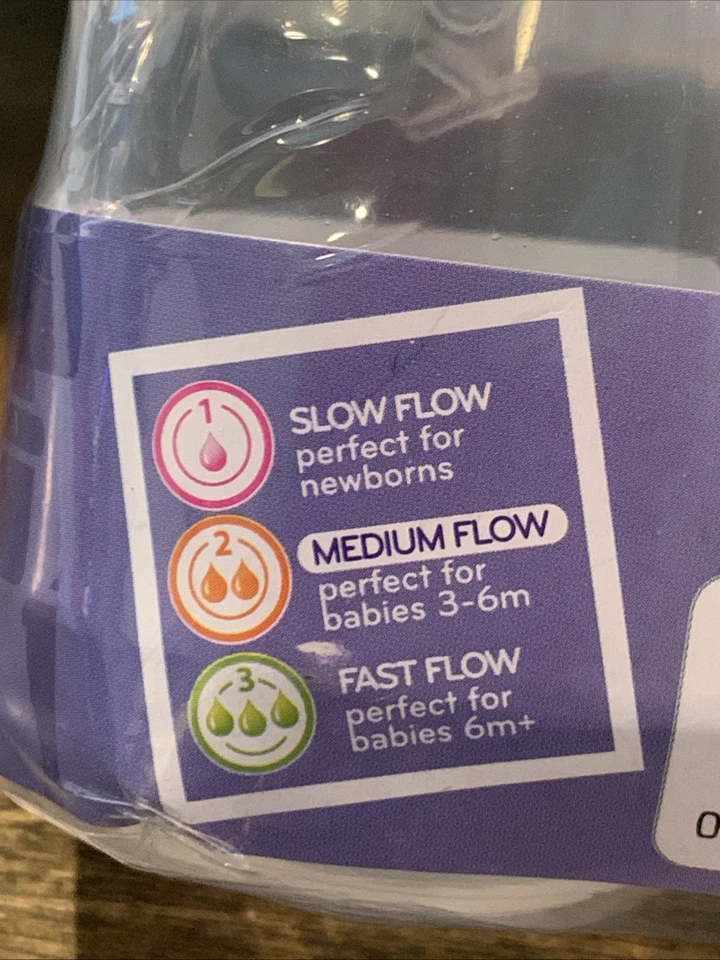 1
SLOW FLOW
perfect for
newborns
2
MEDIUM FLOW
perfect for
babies 3-6m
3
FAST FLOW
perfect for
babies 6m+
0